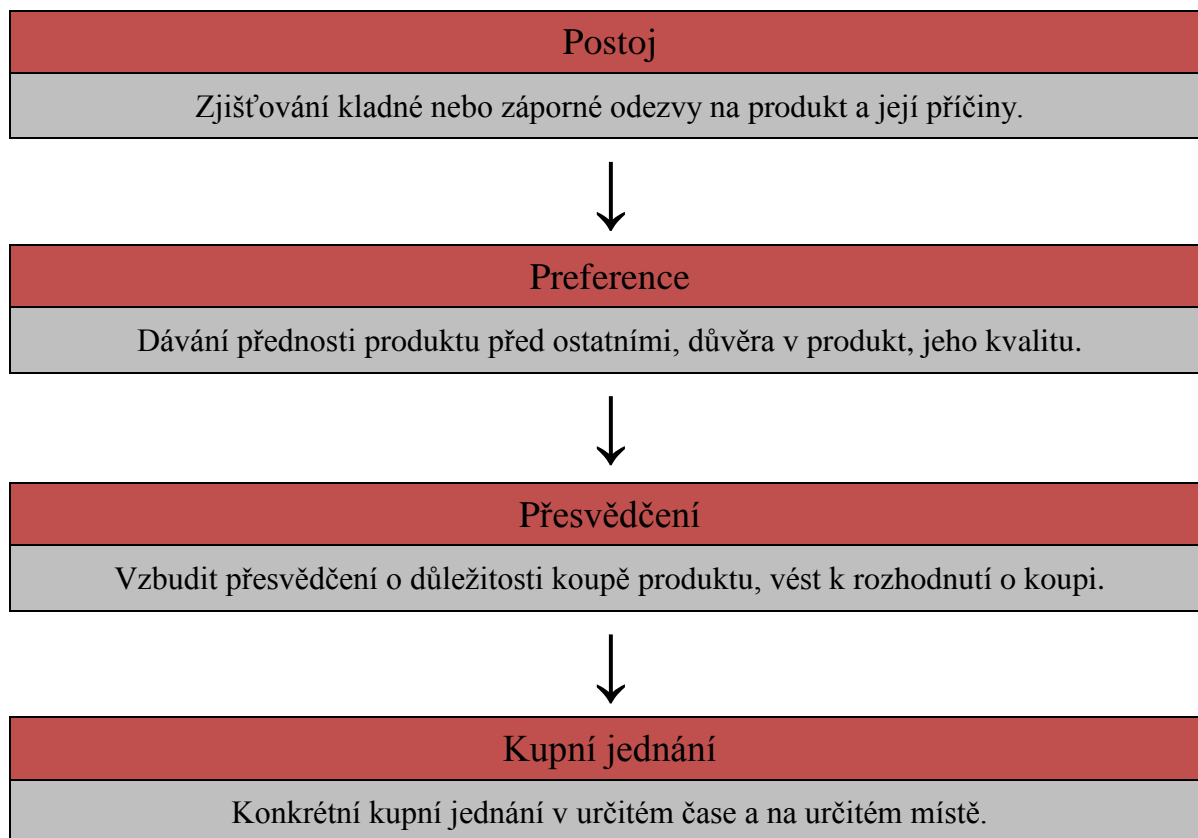 Postoj
Zjišťování kladné nebo záporné odezvy na produkt a její příčiny.
Preference
Dávání přednosti produktu před ostatními, důvěra v produkt, jeho kvalitu.
Přesvědčení
Vzbudit přesvědčení o důležitosti koupě produktu, vést k rozhodnutí o koupi.
Kupní jednání
Konkrétní kupní jednání v určitém čase a na určitém místě.